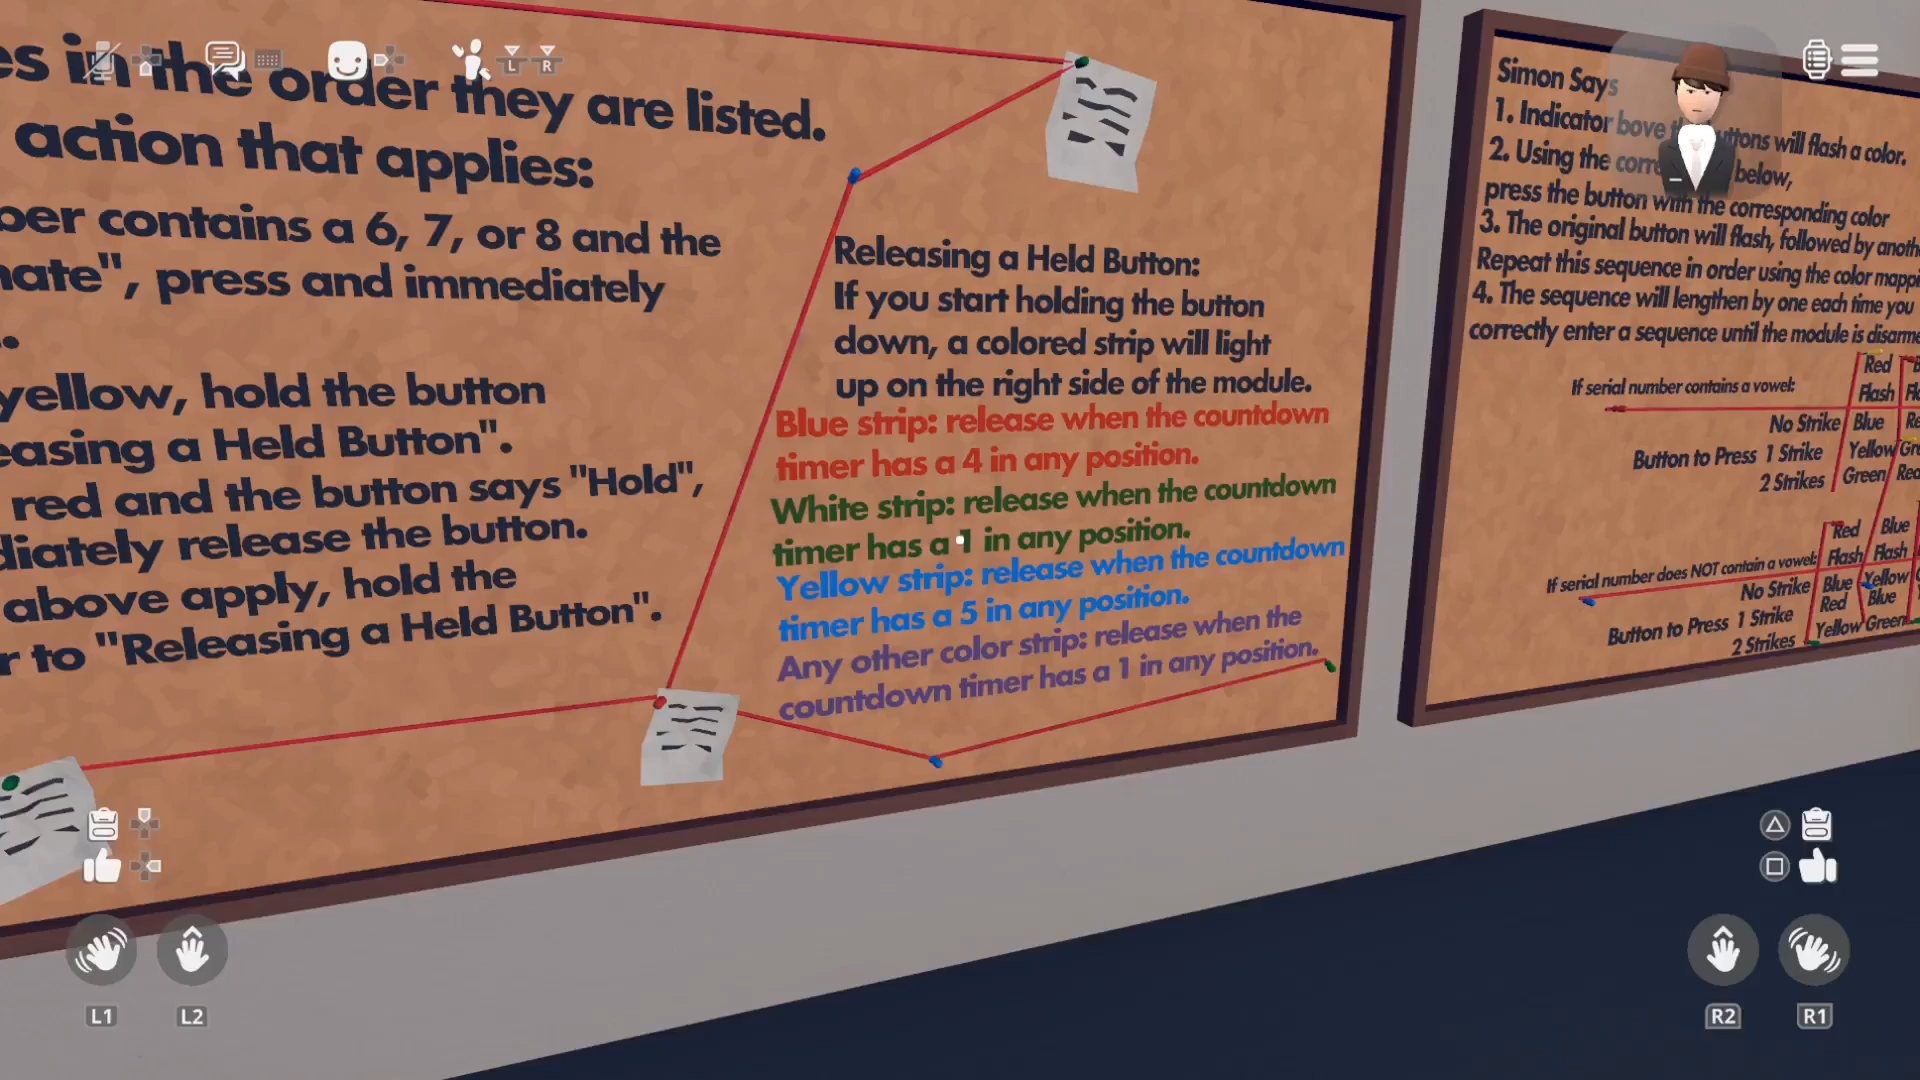 es in the order they are listed.
action that applies:
ber contains a 6, 7, or 8 and the
nate", press and immediately
yellow, hold the button
easing a Held Button".
red and the button says "Hold",
diately release the button.
above apply, hold the
r to "Releasing a Held Button".
Releasing a Held Button:
If you start holding the button
down, a colored strip will light
up on the right side of the module.
Blue strip: release when the countdown
timer has a 4 in any position.
White strip: release when the countdown
timer has a 1 in any position.
Yellow strip: release when the countdown
timer has a 5 in any position.
Any other color strip: release when the
countdown timer has a 1 in any position.
Simon Says
1. Indicator bove ttons will flash a color.
2. Using the below,
press the button with the corresponding color
3. The original button will flash, followed by anoth
Repeat this sequence in order using the color mappi
4. The sequence will lengthen by one each time you
correctly enter a sequence until the module is disarme
If serial number contains a vowel:
Red
Flash
No Strike Blue Re
Button to Press 1 Strike Yellow Gr
2 Strikes Green Red
If serial number does NOT contain a vowel:
Red Blue
Flash Flash
No Strike Blue Yellow
Button to Press 1 Strike Red Blue
2 Strikes Yellow Green
L R
L1 L2
R2 R1